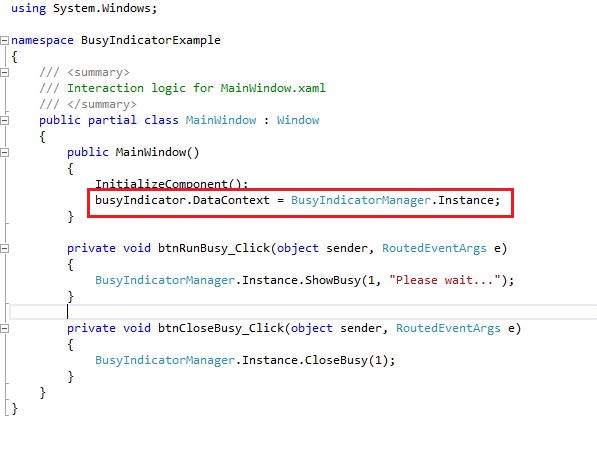 using System.Windows;
namespace BusyIndicatorExample
{
/// <summary>
/// Interaction logic for MainWindow.xaml
/// </summary>
public partial class MainWindow : Window
{
public MainWindow()
{
InitializeComponent();
busyIndicator.DataContext = BusyIndicatorManager.Instance;
}
private void btnRunBusy_Click(object sender, RoutedEventArgs e)
{
BusyIndicatorManager.Instance.ShowBusy(1, "Please wait...");
}
private void btnCloseBusy_Click(object sender, RoutedEventArgs e)
{
BusyIndicatorManager.Instance.CloseBusy(1);
}
}
}